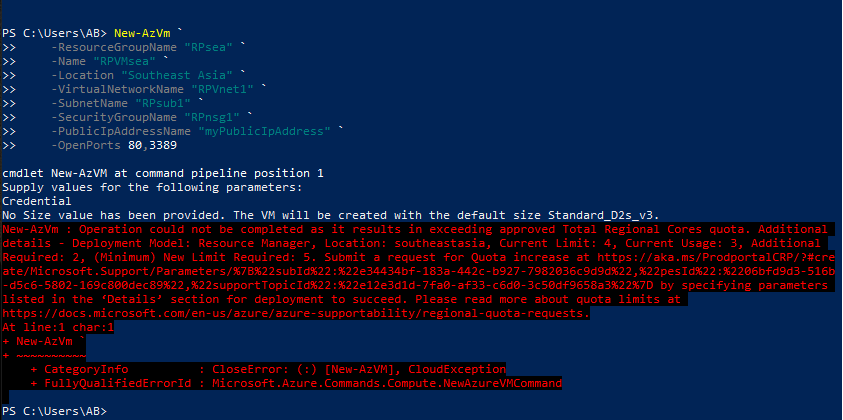 PS C:\Users\AB> New-AzVm `
>>     -ResourceGroupName "RPsea" `
>>     -Name "RPVMsea" `
>>     -Location "Southeast Asia" `
>>     -VirtualNetworkName "RPVnet1" `
>>     -SubnetName "RPsub1" `
>>     -SecurityGroupName "RPnsg1" `
>>     -PublicIpAddressName "myPublicIpAddress" `
>>     -OpenPorts 80,3389
cmdlet New-AzVM at command pipeline position 1
Supply values for the following parameters:
Credential
No Size value has been provided. The VM will be created with the default size Standard_D2s_v3.
New-AzVm : Operation could not be completed as it results in exceeding approved Total Regional Cores quota. Additional
details - Deployment Model: Resource Manager, Location: southeastasia, Current Limit: 4, Current Usage: 3, Additional
Required: 2, (Minimum) New Limit Required: 5. Submit a request for Quota increase at https://aka.ms/ProdportalCRP/?#cre
ate/Microsoft.Support/Parameters/%7B%22subId%22:%22e34434bf-183a-442c-b927-7982036c9d9d%22,%22pesId%22:%2206bfd9d3-516b
-d5c6-5802-169c800dec89%22,%22supportTopicId%22:%22e12e3d1d-7fa0-af33-c6d0-3c50df9658a3%22%7D by specifying parameters
listed in the ‘Details’ section for deployment to succeed. Please read more about quota limits at
https://docs.microsoft.com/en-us/azure/azure-supportability/regional-quota-requests.
At line:1 char:1
+ New-AzVm `
+ ~~~~~~~~~~
    + CategoryInfo          : CloseError: (:) [New-AzVM], CloudException
    + FullyQualifiedErrorId : Microsoft.Azure.Commands.Compute.NewAzureVMCommand
PS C:\Users\AB>